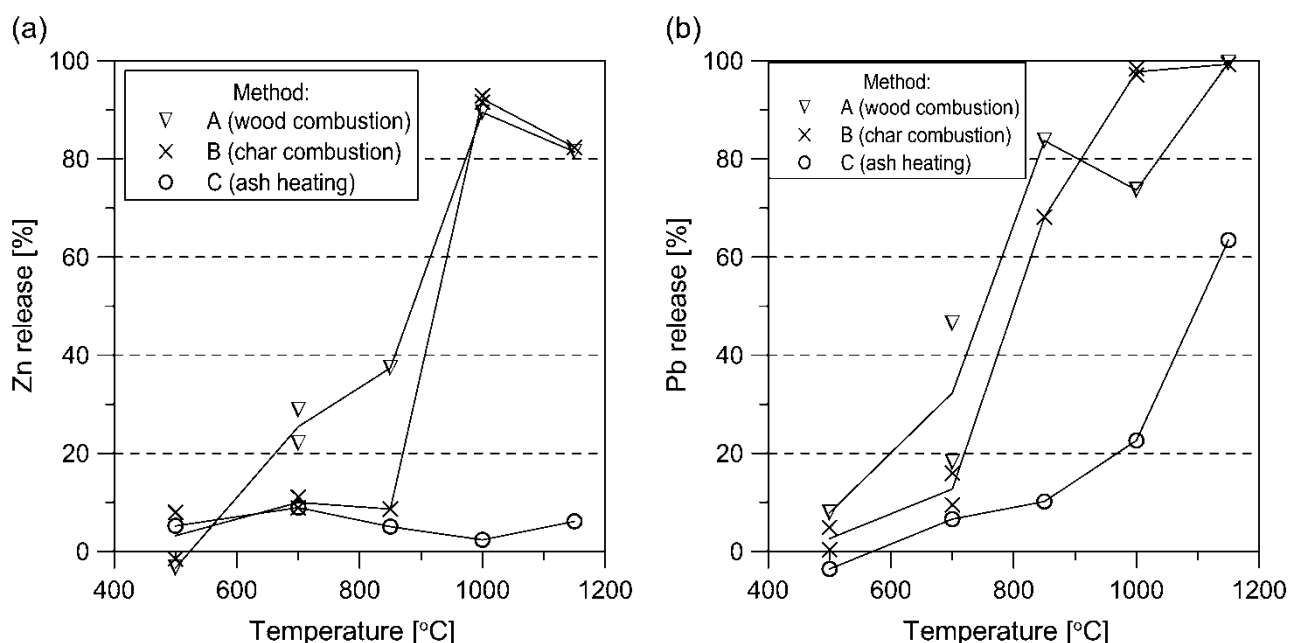 (a)
100
80
60
40
20
0
Zn release [%]
Method:
A (wood combustion)
B (char combustion)
C (ash heating)
400
600
800
1000
1200
Temperature [°C]
(b)
100
80
60
40
20
0
Pb release [%]
Method:
A (wood combustion)
B (char combustion)
C (ash heating)
400
600
800
1000
1200
Temperature [°C]